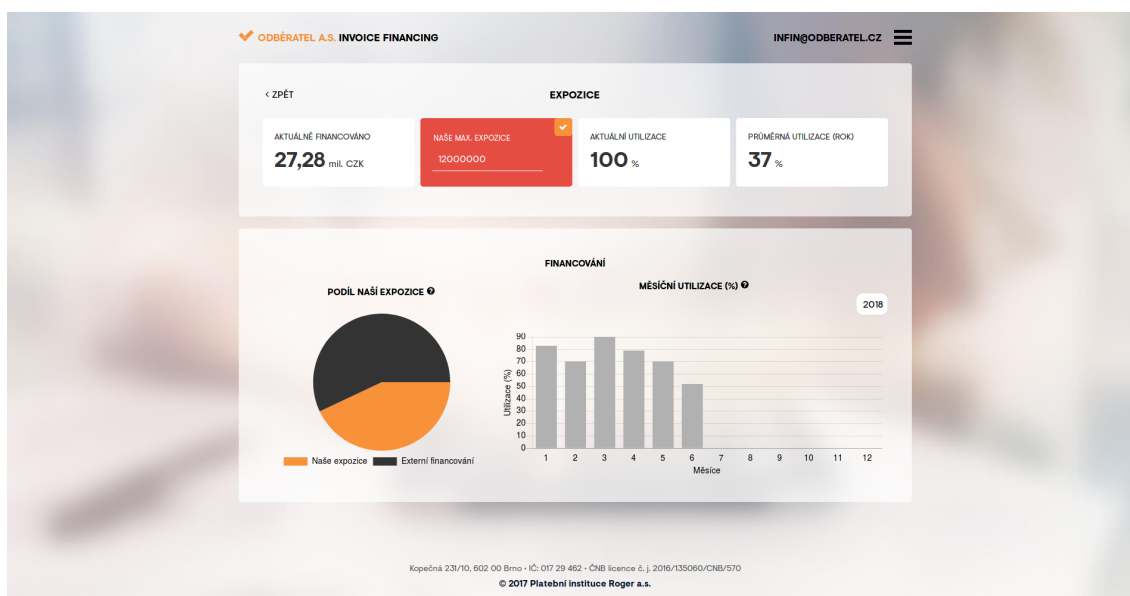 ODBĚRATEL A.S. INVOICE FINANCING
INFIN@ODBERATEL.CZ
< ZPĚT
EXPOZICE
AKTUÁLNĚ FINANCOVÁNO
27,28 mil. CZK
NAŠE MAX. EXPOZICE
12000000
AKTUÁLNÍ UTILIZACE
100 %
PRŮMĚRNÁ UTILIZACE (ROK)
37 %
FINANCOVÁNÍ
PODÍL NAŠÍ EXPOZICE ?
Naše expozice Externí financování
MĚSÍČNÍ UTILIZACE (%) ?
2018
Utilizace (%)
90
80
70
60
50
40
30
20
10
0
1 2 3 4 5 6 7 8 9 10 11 12
Měsíce
Kopečná 231/10, 602 00 Brno • IČ: 017 29 462 • ČNB licence č. j. 2016/135060/CNB/570
© 2017 Platební instituce Roger a.s.